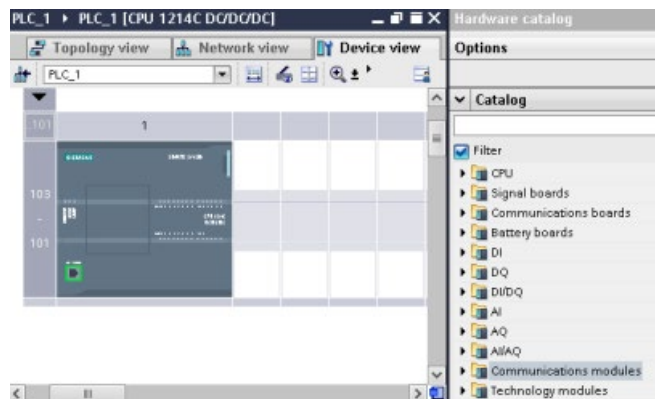 PLC_1 ▸ PLC_1 [CPU 1214C DC/DC/DC]
Topology view
Network view
Device view
PLC_1
101
1
103
-
101
SIEMENS
Hardware catalog
Options
Catalog
Filter
CPU
Signal boards
Communications boards
Battery boards
DI
DQ
DI/DQ
AI
AQ
AI/AQ
Communications modules
Technology modules